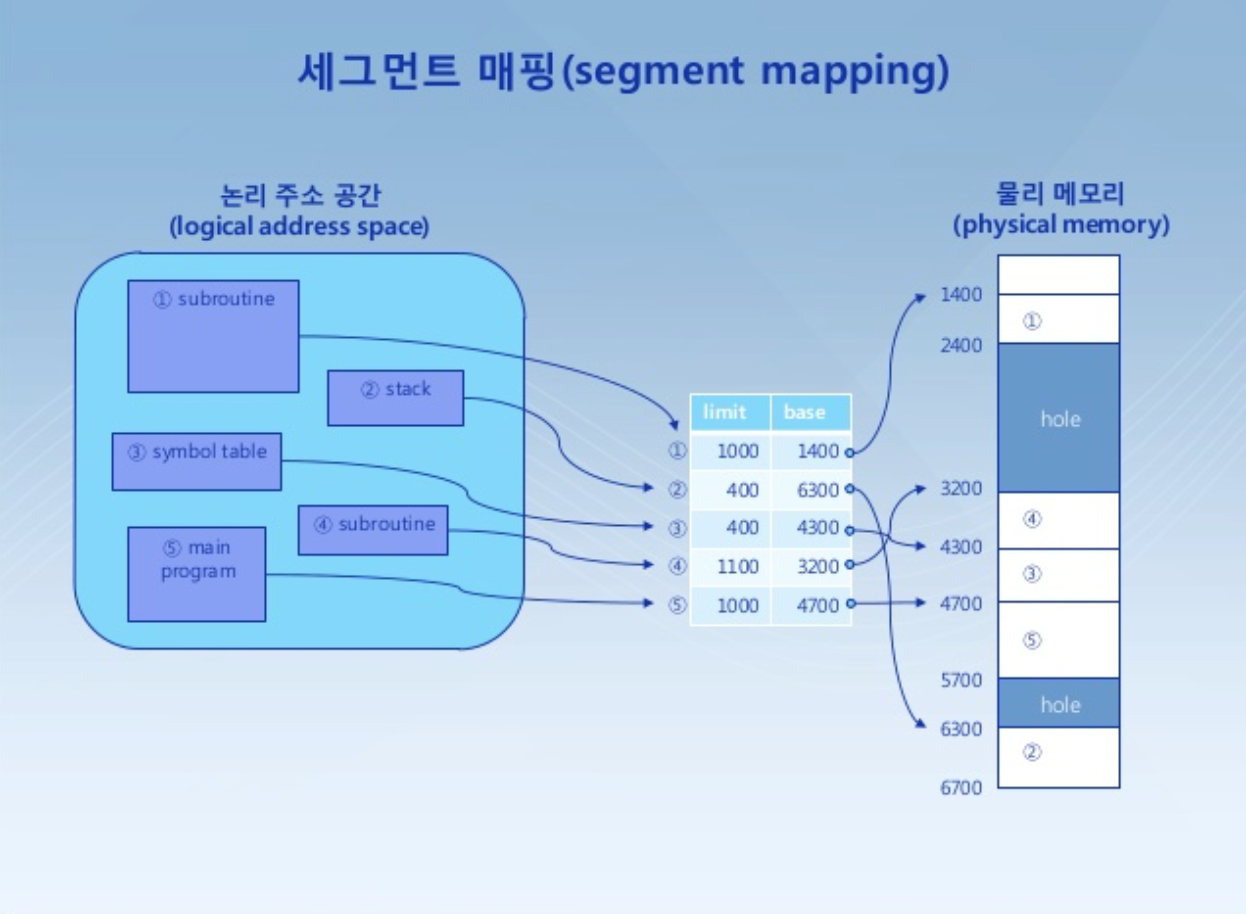 세그먼트 매핑(segment mapping)
논리 주소 공간
(logical address space)
① subroutine
② stack
③ symbol table
④ subroutine
⑤ main
program
limit base
① 1000 1400
② 400 6300
③ 400 4300
④ 1100 3200
⑤ 1000 4700
물리 메모리
(physical memory)
1400
①
2400
hole
3200
④
4300
③
4700
⑤
5700
hole
6300
②
6700